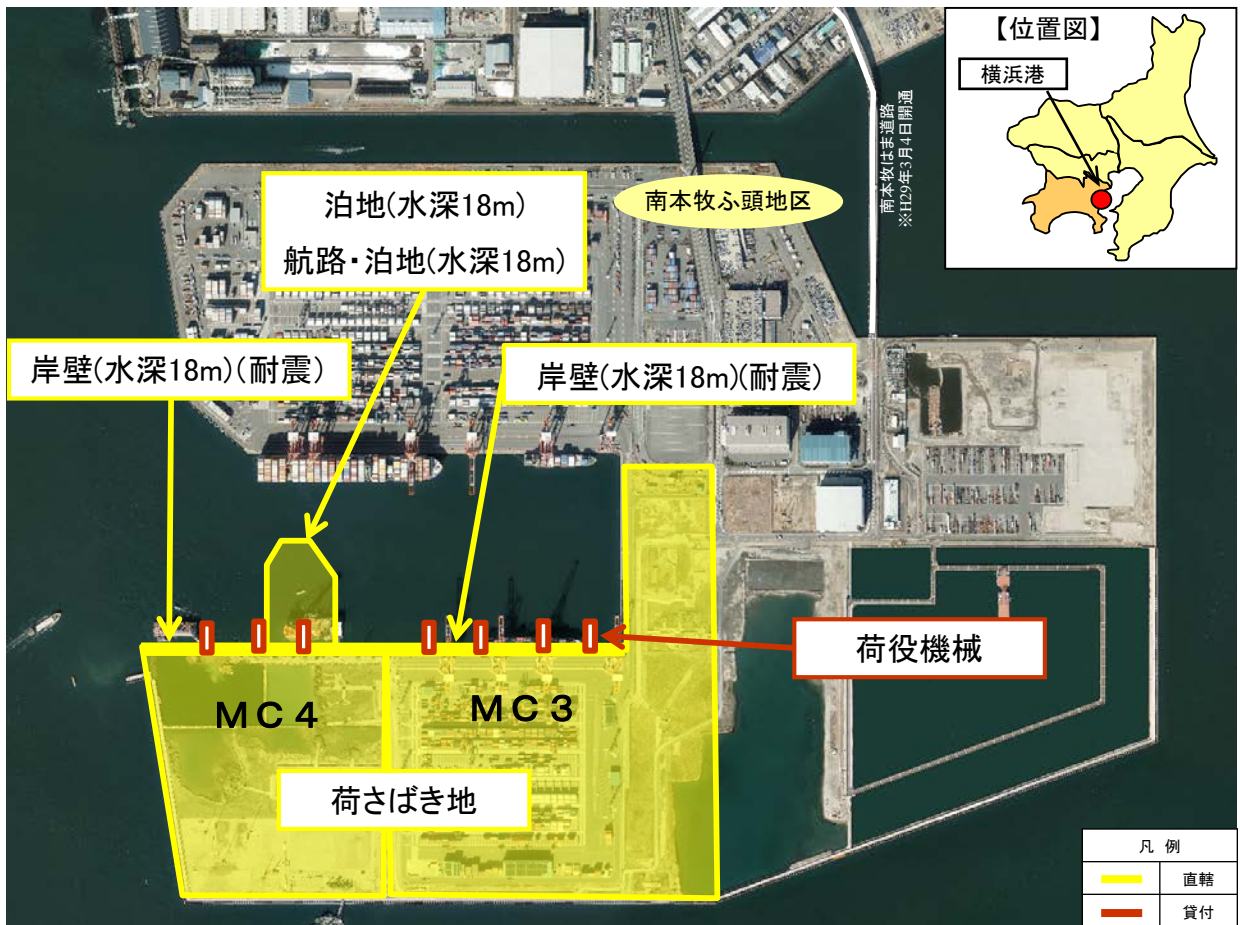 【位置図】
横浜港
南本牧はま道路
※H29年3月4日開通
南本牧ふ頭地区
泊地(水深18m)
航路・泊地(水深18m)
岸壁(水深18m)(耐震)
岸壁(水深18m)(耐震)
荷役機械
MC4
MC3
荷さばき地
凡 例
直轄
貸付